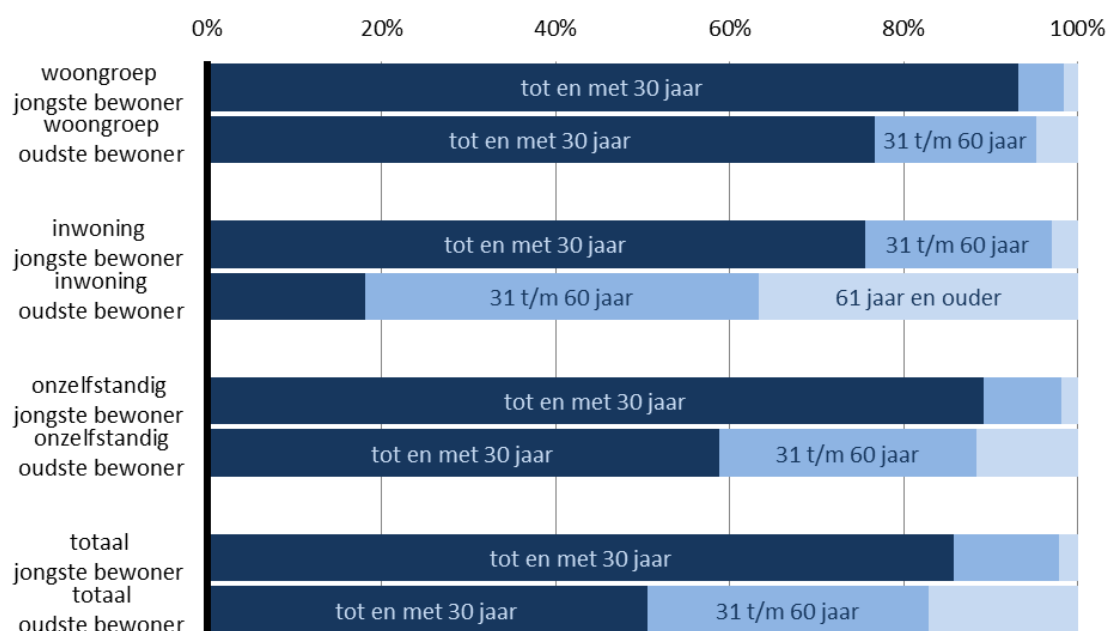 0% 20% 40% 60% 80% 100%
woongroep
jongste bewoner
tot en met 30 jaar
woongroep
oudste bewoner
tot en met 30 jaar 31 t/m 60 jaar
inwoning
jongste bewoner
tot en met 30 jaar 31 t/m 60 jaar
inwoning
oudste bewoner
31 t/m 60 jaar 61 jaar en ouder
onzelfstandig
jongste bewoner
tot en met 30 jaar
onzelfstandig
oudste bewoner
tot en met 30 jaar 31 t/m 60 jaar
totaal
jongste bewoner
tot en met 30 jaar
totaal
oudste bewoner
tot en met 30 jaar 31 t/m 60 jaar